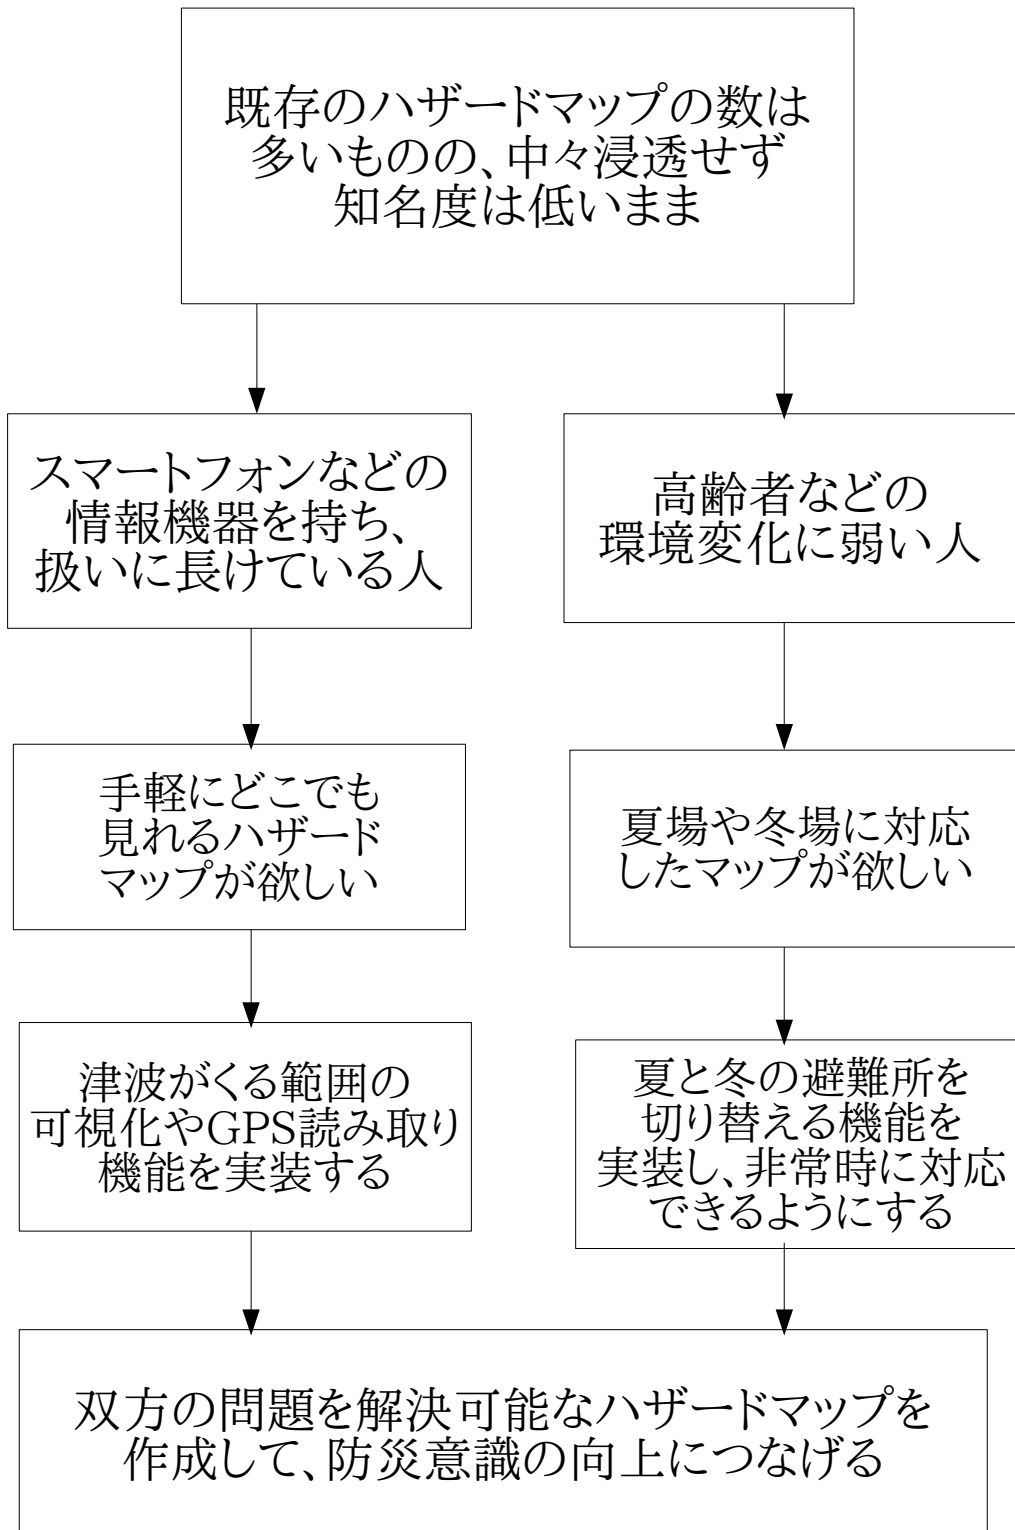 既存のハザードマップの数は
多いものの、中々浸透せず
知名度は低いまま
スマートフォンなどの
情報機器を持ち、
扱いに長けている人
高齢者などの
環境変化に弱い人
手軽にどこでも
見れるハザード
マップが欲しい
夏場や冬場に対応
したマップが欲しい
津波がくる範囲の
可視化やGPS読み取り
機能を実装する
夏と冬の避難所を
切り替える機能を
実装し、非常時に対応
できるようにする
双方の問題を解決可能なハザードマップを
作成して、防災意識の向上につなげる